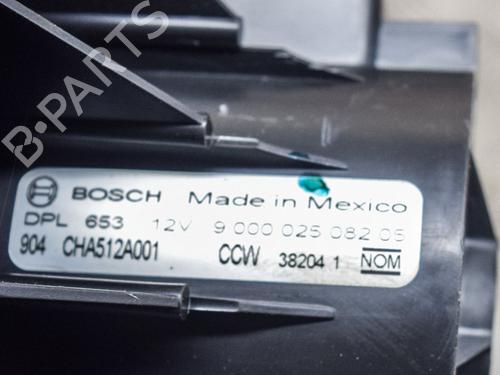 B-PARTS
BOSCH Made in Mexico
DPL 653 12V 9 000 025 082 05
904 CHA512A001 CCW 38204 1 NOM